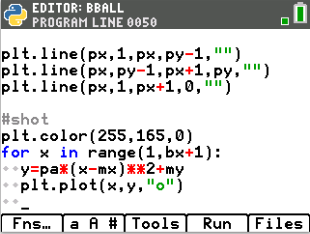 EDITOR: BBALL
PROGRAM LINE 0050
plt.line(px,1,px,py-1,"")
plt.line(px,py-1,px+1,py,"")
plt.line(px,1,px+1,0,"")
#shot
plt.color(255,165,0)
for x in range(1,bx+1):
◆◆y=pa*(x-mx)**2+my
◆◆plt.plot(x,y,"o")
◆◆_
Fns… a A # Tools Run Files